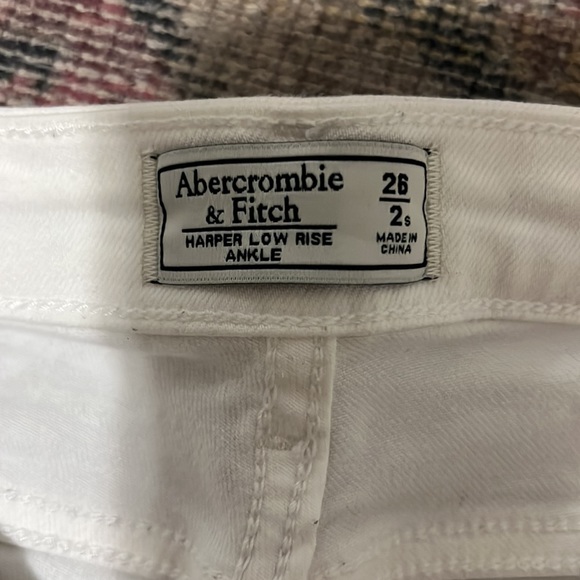 Abercrombie
& Fitch
HARPER LOW RISE
ANKLE
26
2s
MADE IN
CHINA